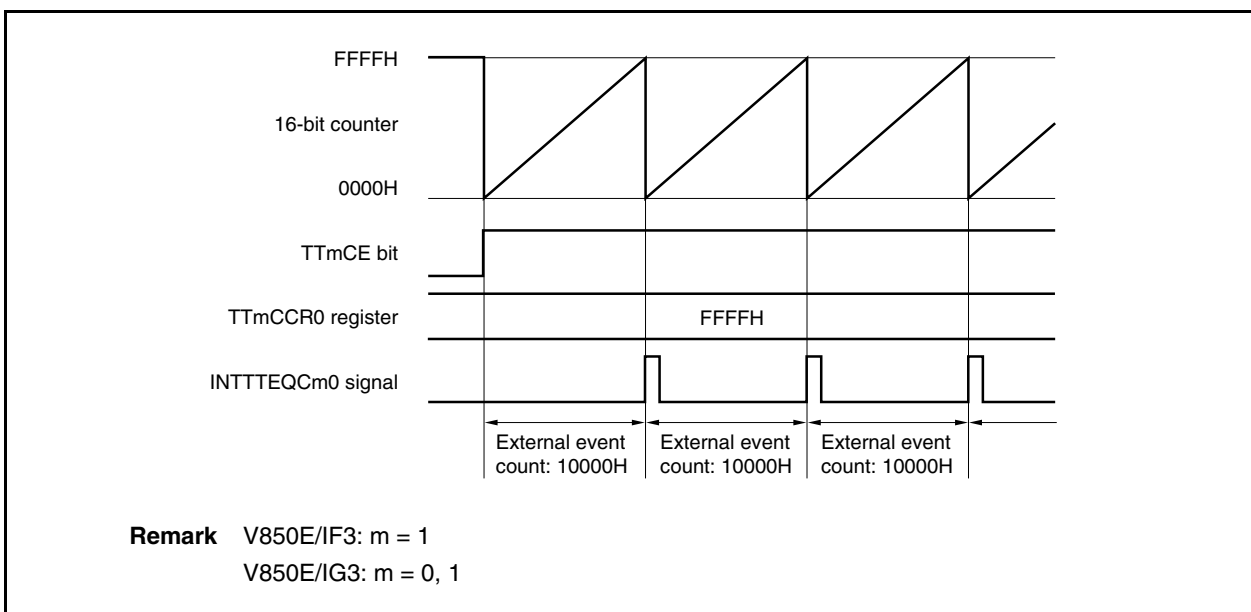 FFFFH
16-bit counter
0000H
TTmCE bit
TTmCCR0 register
FFFFH
INTTTEQCm0 signal
External event
count: 10000H
External event
count: 10000H
External event
count: 10000H
Remark V850E/IF3: m = 1
V850E/IG3: m = 0, 1